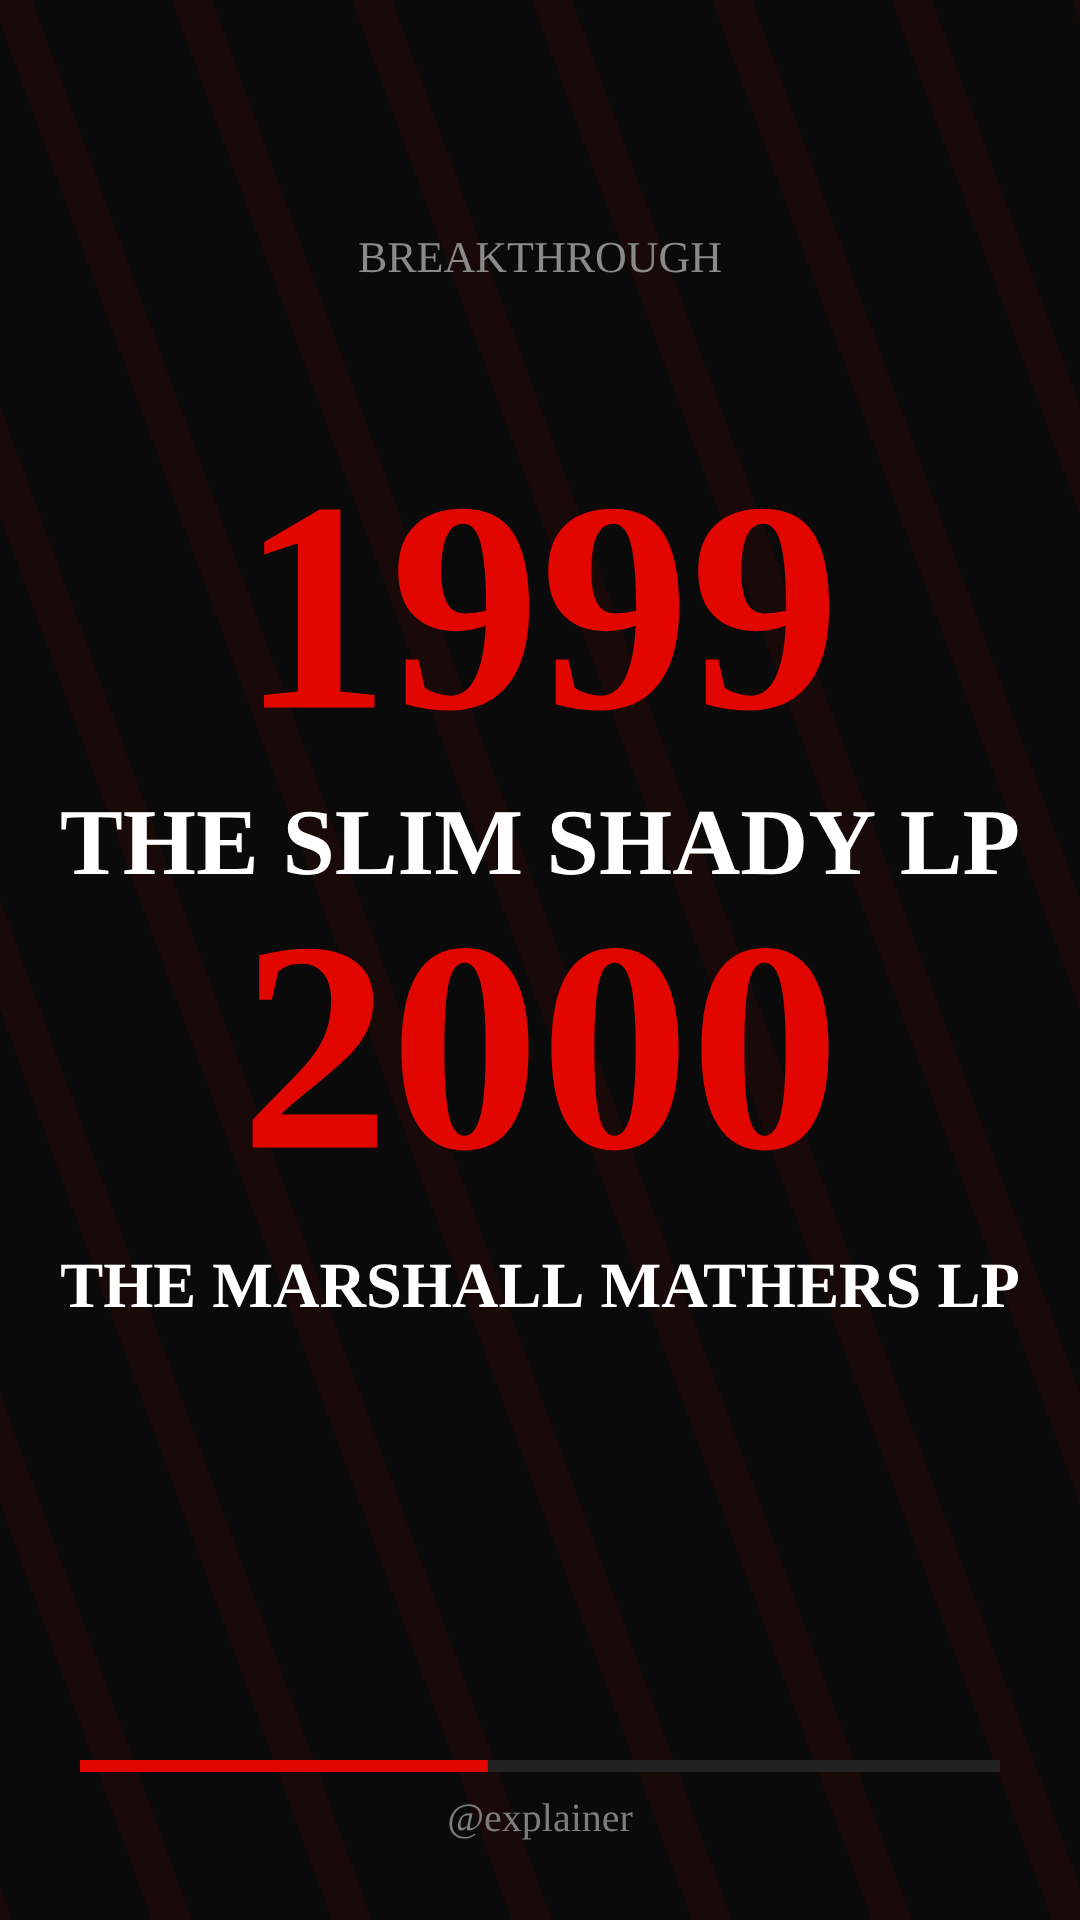 BREAKTHROUGH
1999
THE SLIM SHADY LP
2000
THE MARSHALL MATHERS LP
@explainer